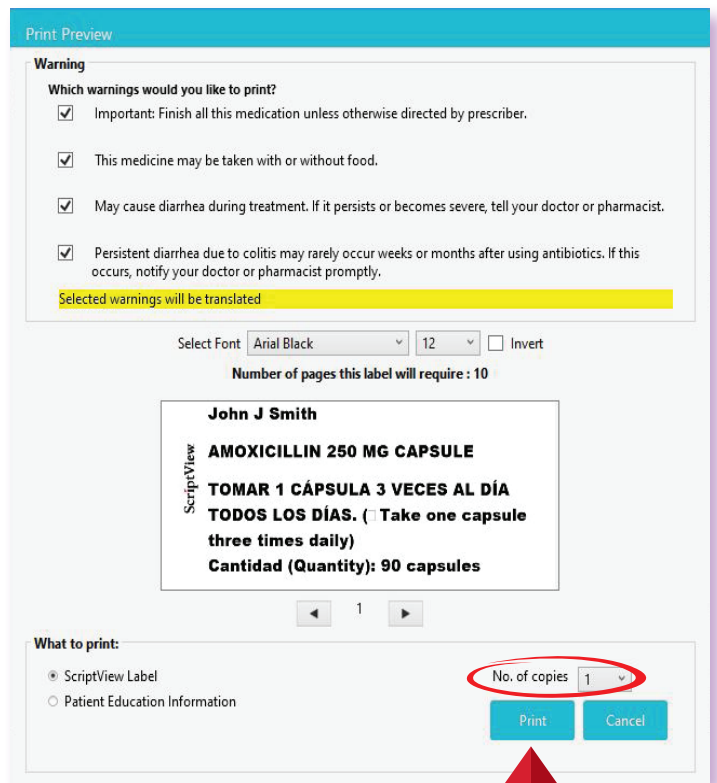 Print Preview
Warning
Which warnings would you like to print?
Important: Finish all this medication unless otherwise directed by prescriber.
This medicine may be taken with or without food.
May cause diarrhea during treatment. If it persists or becomes severe, tell your doctor or pharmacist.
Persistent diarrhea due to colitis may rarely occur weeks or months after using antibiotics. If this
occurs, notify your doctor or pharmacist promptly.
Selected warnings will be translated
Select Font Arial Black 12 Invert
Number of pages this label will require : 10
ScriptView
John J Smith
AMOXICILLIN 250 MG CAPSULE
TOMAR 1 CÁPSULA 3 VECES AL DÍA
TODOS LOS DÍAS. (□ Take one capsule
three times daily)
Cantidad (Quantity): 90 capsules
1
What to print:
ScriptView Label
No. of copies 1
Patient Education Information
Print Cancel